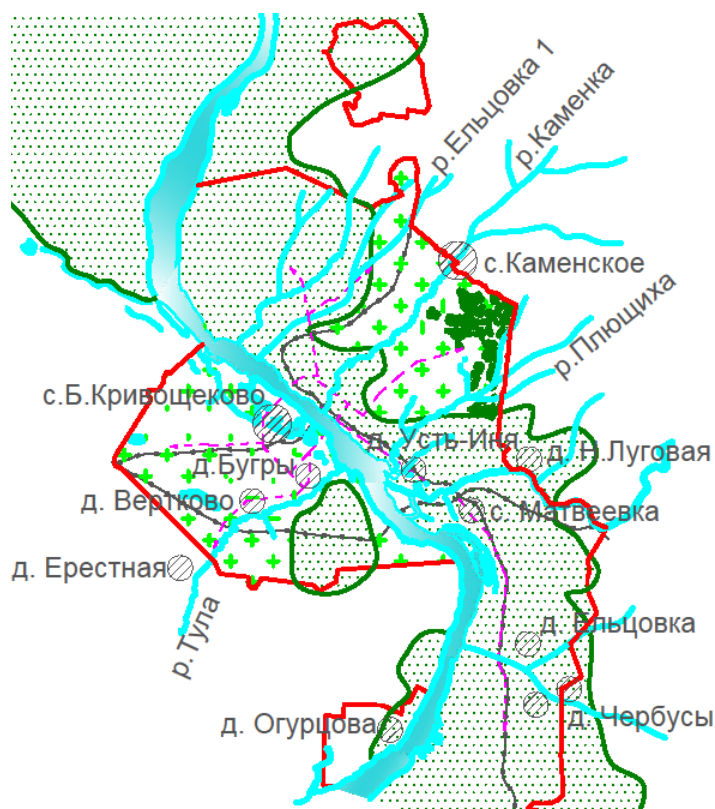 р.Ельцовка 1
р.Каменка
с.Каменское
р.Плющиха
с.Б.Кривощеково
д. Усть-Иня
д. Н.Луговая
д.Бугры
д. Вертково
с. Матвеевка
д. Ерестная
р.Тула
д. Ельцовка
д. Чербусы
д. Огурцова